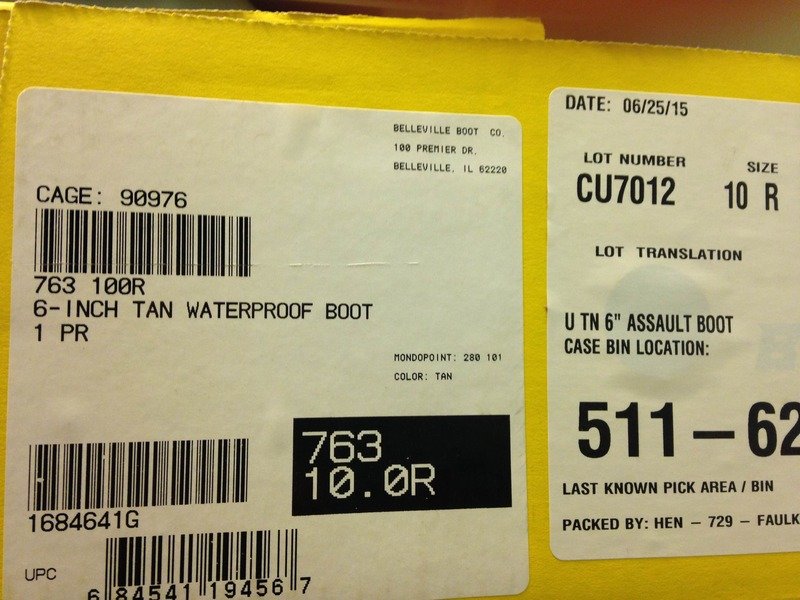 BELLEVILLE BOOT CO.
100 PREMIER DR.
BELLEVILLE, IL 62220
CAGE: 90976
763 100R
6-INCH TAN WATERPROOF BOOT
1 PR
MONDOPOINT: 280 101
COLOR: TAN
763
10.0R
1684641G
UPC
6 84541 19456 7
DATE: 06/25/15
LOT NUMBER SIZE
CU7012 10 R
LOT TRANSLATION
U TN 6" ASSAULT BOOT
CASE BIN LOCATION:
511-62
LAST KNOWN PICK AREA / BIN
PACKED BY: HEN - 729 - FAULK